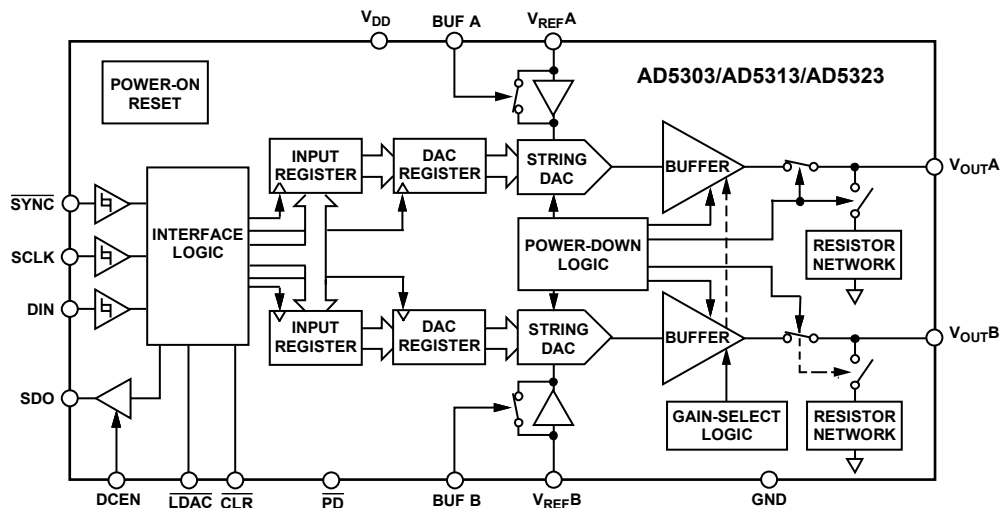 VDD
BUF A
VREFA
POWER-ON
RESET
AD5303/AD5313/AD5323
INPUT
REGISTER
DAC
REGISTER
STRING
DAC
BUFFER
VOUTA
SYNC
SCLK
DIN
INTERFACE
LOGIC
POWER-DOWN
LOGIC
RESISTOR
NETWORK
INPUT
REGISTER
DAC
REGISTER
STRING
DAC
BUFFER
VOUTB
SDO
GAIN-SELECT
LOGIC
RESISTOR
NETWORK
DCEN
LDAC
CLR
PD
BUF B
VREFB
GND